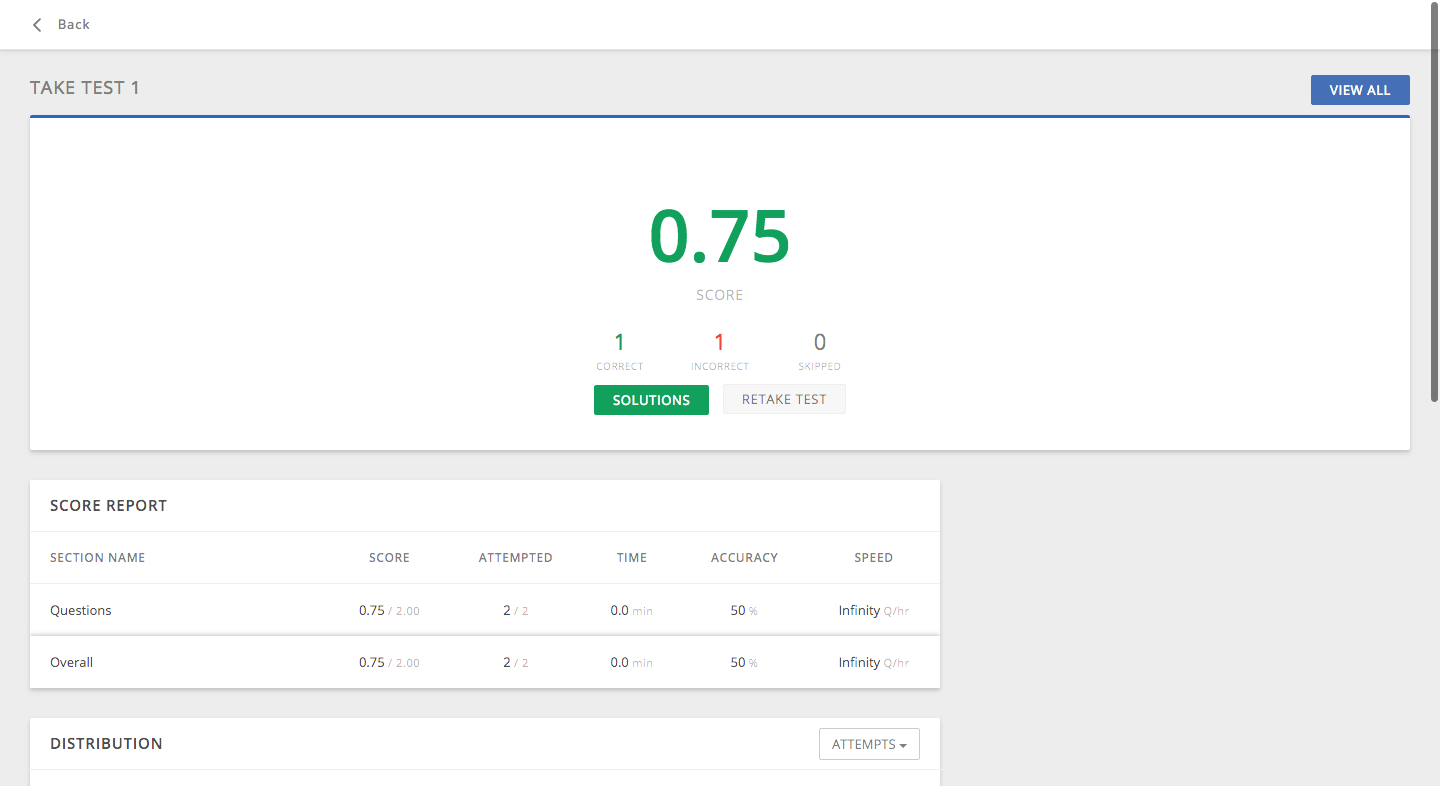 Back
TAKE TEST 1
VIEW ALL
0.75
SCORE
1 1 0
CORRECT INCORRECT SKIPPED
SOLUTIONS RETAKE TEST
SCORE REPORT
SECTION NAME SCORE ATTEMPTED TIME ACCURACY SPEED
Questions 0.75 / 2.00 2 / 2 0.0 min 50 % Infinity Q/hr
Overall 0.75 / 2.00 2 / 2 0.0 min 50 % Infinity Q/hr
DISTRIBUTION ATTEMPTS